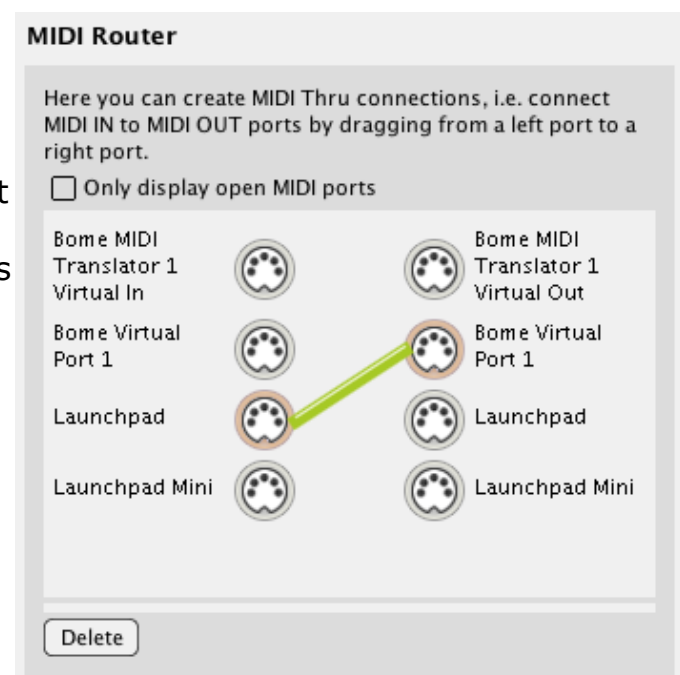 MIDI Router
Here you can create MIDI Thru connections, i.e. connect
MIDI IN to MIDI OUT ports by dragging from a left port to a
right port.
Only display open MIDI ports
Bome MIDI
Translator 1
Virtual In
Bome MIDI
Translator 1
Virtual Out
Bome Virtual
Port 1
Bome Virtual
Port 1
Launchpad
Launchpad
Launchpad Mini
Launchpad Mini
Delete